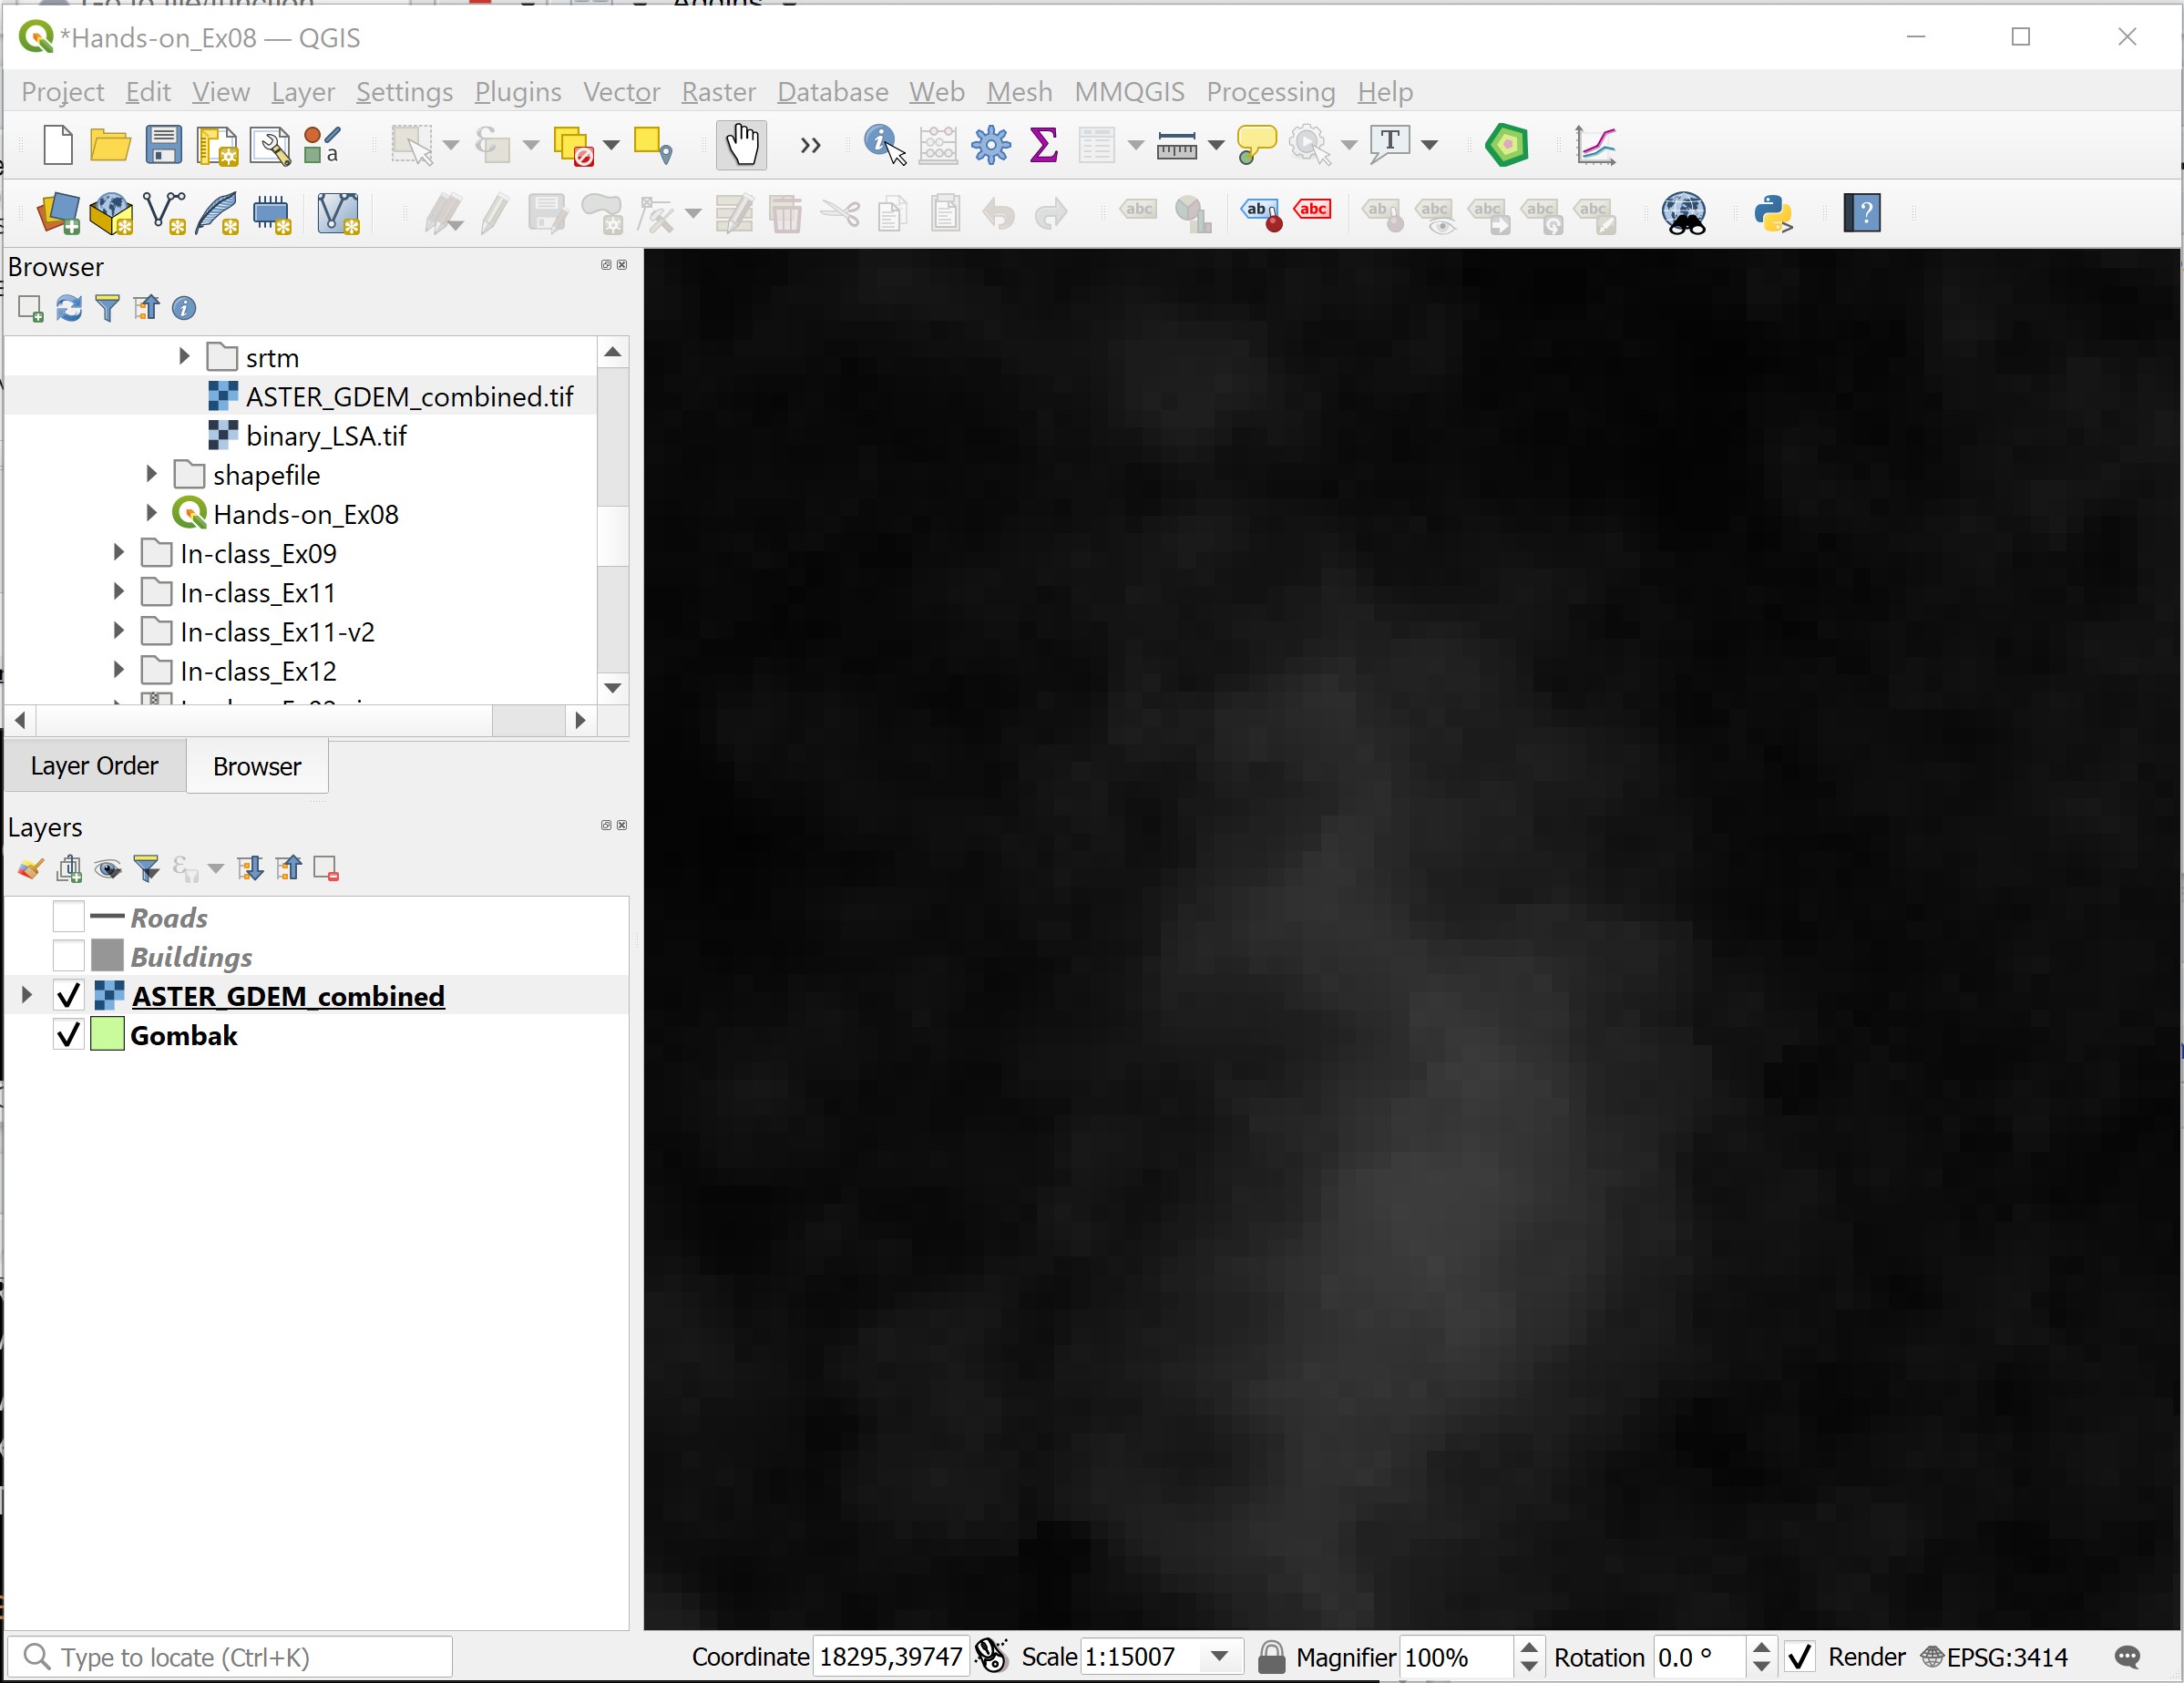 *Hands-on_Ex08 — QGIS
Project Edit View Layer Settings Plugins Vector Raster Database Web Mesh MMQGIS Processing Help
Browser
srtm
ASTER_GDEM_combined.tif
binary_LSA.tif
shapefile
Hands-on_Ex08
In-class_Ex09
In-class_Ex11
In-class_Ex11-v2
In-class_Ex12
Layer Order Browser
Layers
Roads
Buildings
ASTER_GDEM_combined
Gombak
Type to locate (Ctrl+K) Coordinate 18295,39747 Scale 1:15007 Magnifier 100% Rotation 0.0 ° Render EPSG:3414